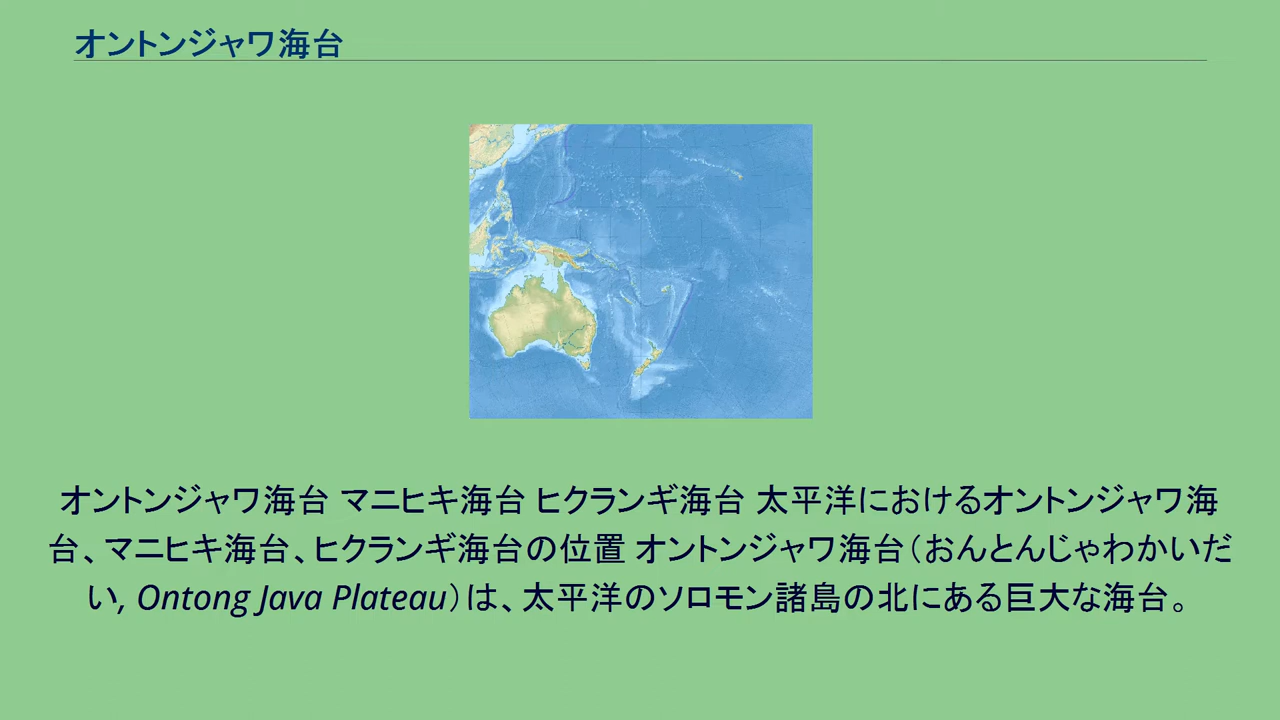 オントンジャワ海台
オントンジャワ海台 マニヒキ海台 ヒクランギ海台 太平洋におけるオントンジャワ海
台、マニヒキ海台、ヒクランギ海台の位置 オントンジャワ海台（おんとんじゃわかいだ
い, Ontong Java Plateau）は、太平洋のソロモン諸島の北にある巨大な海台。